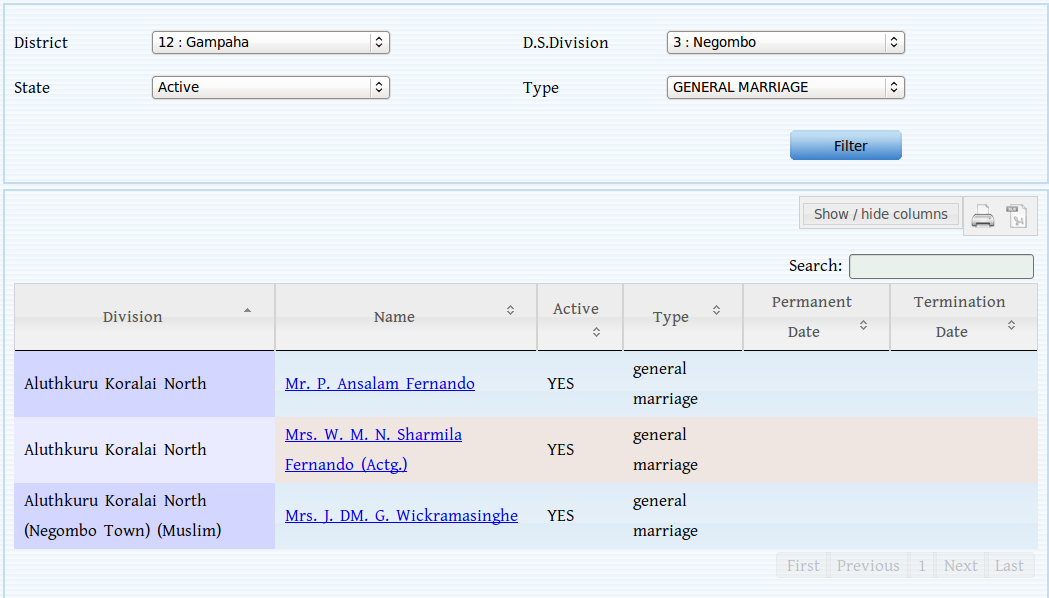 District 12 : Gampaha D.S.Division 3 : Negombo
State Active Type GENERAL MARRIAGE
Filter
Show / hide columns
Search:
Division Name Active Type Permanent Date Termination Date
Aluthkuru Koralai North Mr. P. Ansalam Fernando YES general marriage
Aluthkuru Koralai North Mrs. W. M. N. Sharmila Fernando (Actg.) YES general marriage
Aluthkuru Koralai North (Negombo Town) (Muslim) Mrs. J. DM. G. Wickramasinghe YES general marriage
First Previous 1 Next Last